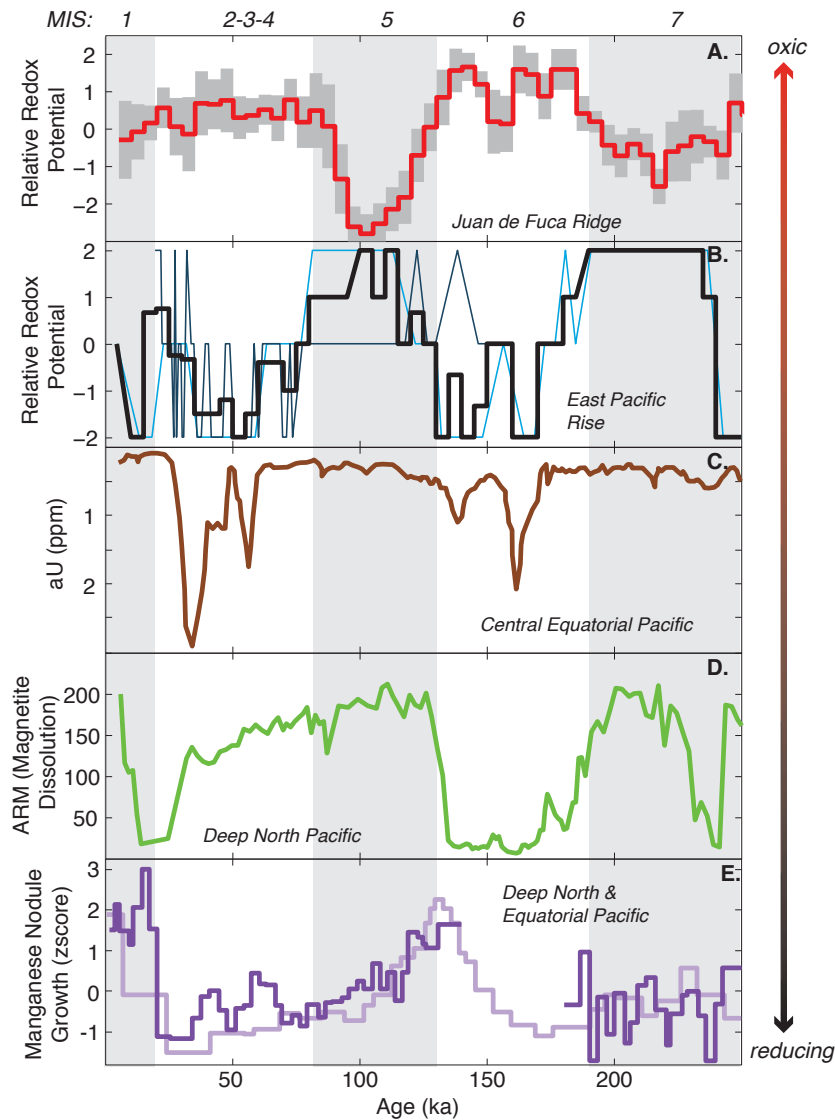 MIS: 1 2-3-4 5 6 7
oxic
A.
2
1
0
−1
−2
Relative Redox
Potential
Juan de Fuca Ridge
B.
2
1
0
−1
−2
Relative Redox
Potential
East Pacific
Rise
C.
1
2
aU (ppm)
Central Equatorial Pacific
D.
200
150
100
50
ARM (Magnetite
Dissolution)
Deep North Pacific
E.
3
2
1
0
-1
Manganese Nodule
Growth (zscore)
Deep North &
Equatorial Pacific
reducing
50 100 150 200
Age (ka)